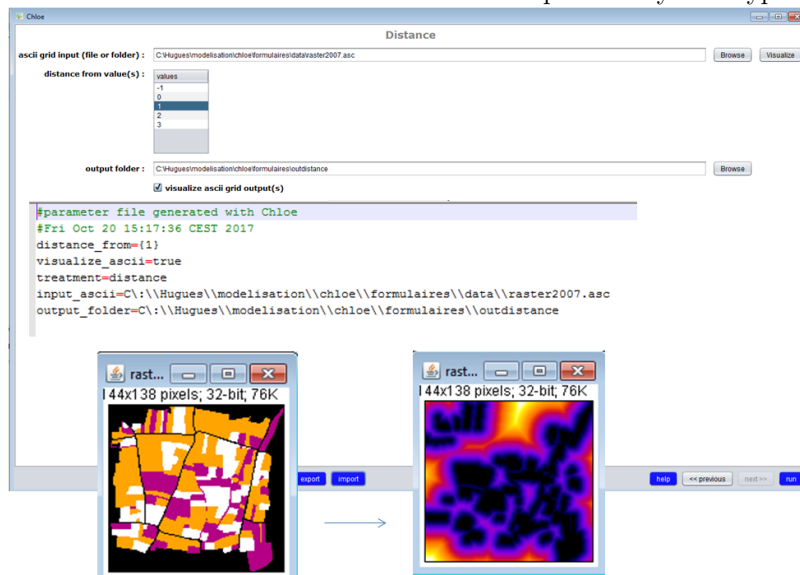 Chloe
Distance
ascii grid input (file or folder) : C:\Hugues\modelisation\chloe\formulaires\data\raster2007.asc Browse Visualize
distance from value(s) : values
-1
0
1
2
3
output folder : C:\Hugues\modelisation\chloe\formulaires\outdistance Browse
visualize ascii grid output(s)
#parameter file generated with Chloe
#Fri Oct 20 15:17:36 CEST 2017
distance_from={1}
visualize_ascii=true
treatment=distance
input_ascii=C\:\\Hugues\\modelisation\\chloe\\formulaires\\data\\raster2007.asc
output_folder=C\:\\Hugues\\modelisation\\chloe\\formulaires\\outdistance
rast... rast...
44x138 pixels; 32-bit; 76K 44x138 pixels; 32-bit; 76K
export import help << previous next >> run